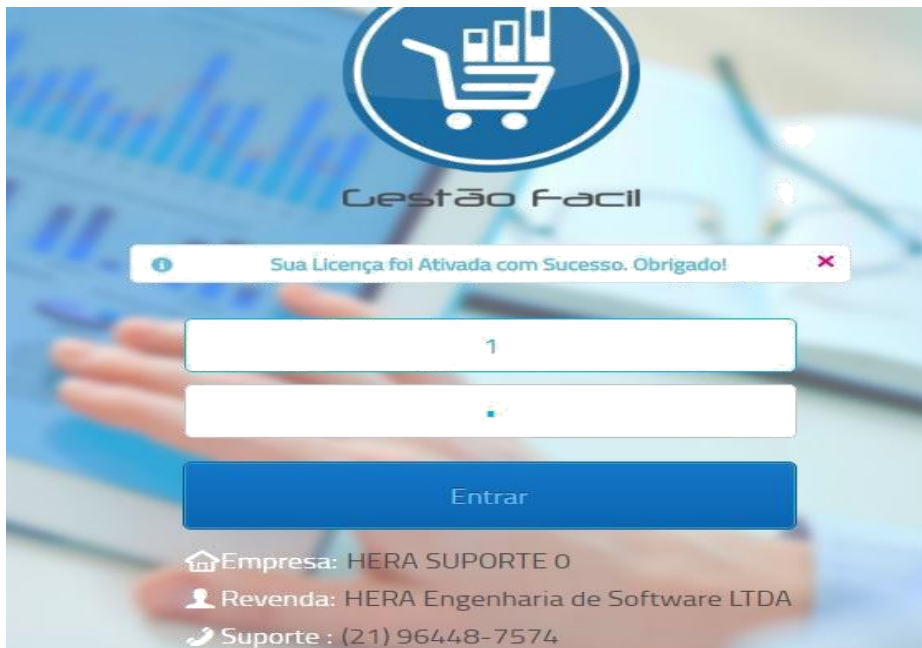 Gestão Facil
Sua Licença foi Ativada com Sucesso. Obrigado!
1
Entrar
Empresa: HERA SUPORTE 0
Revenda: HERA Engenharia de Software LTDA
Suporte : (21) 96448-7574